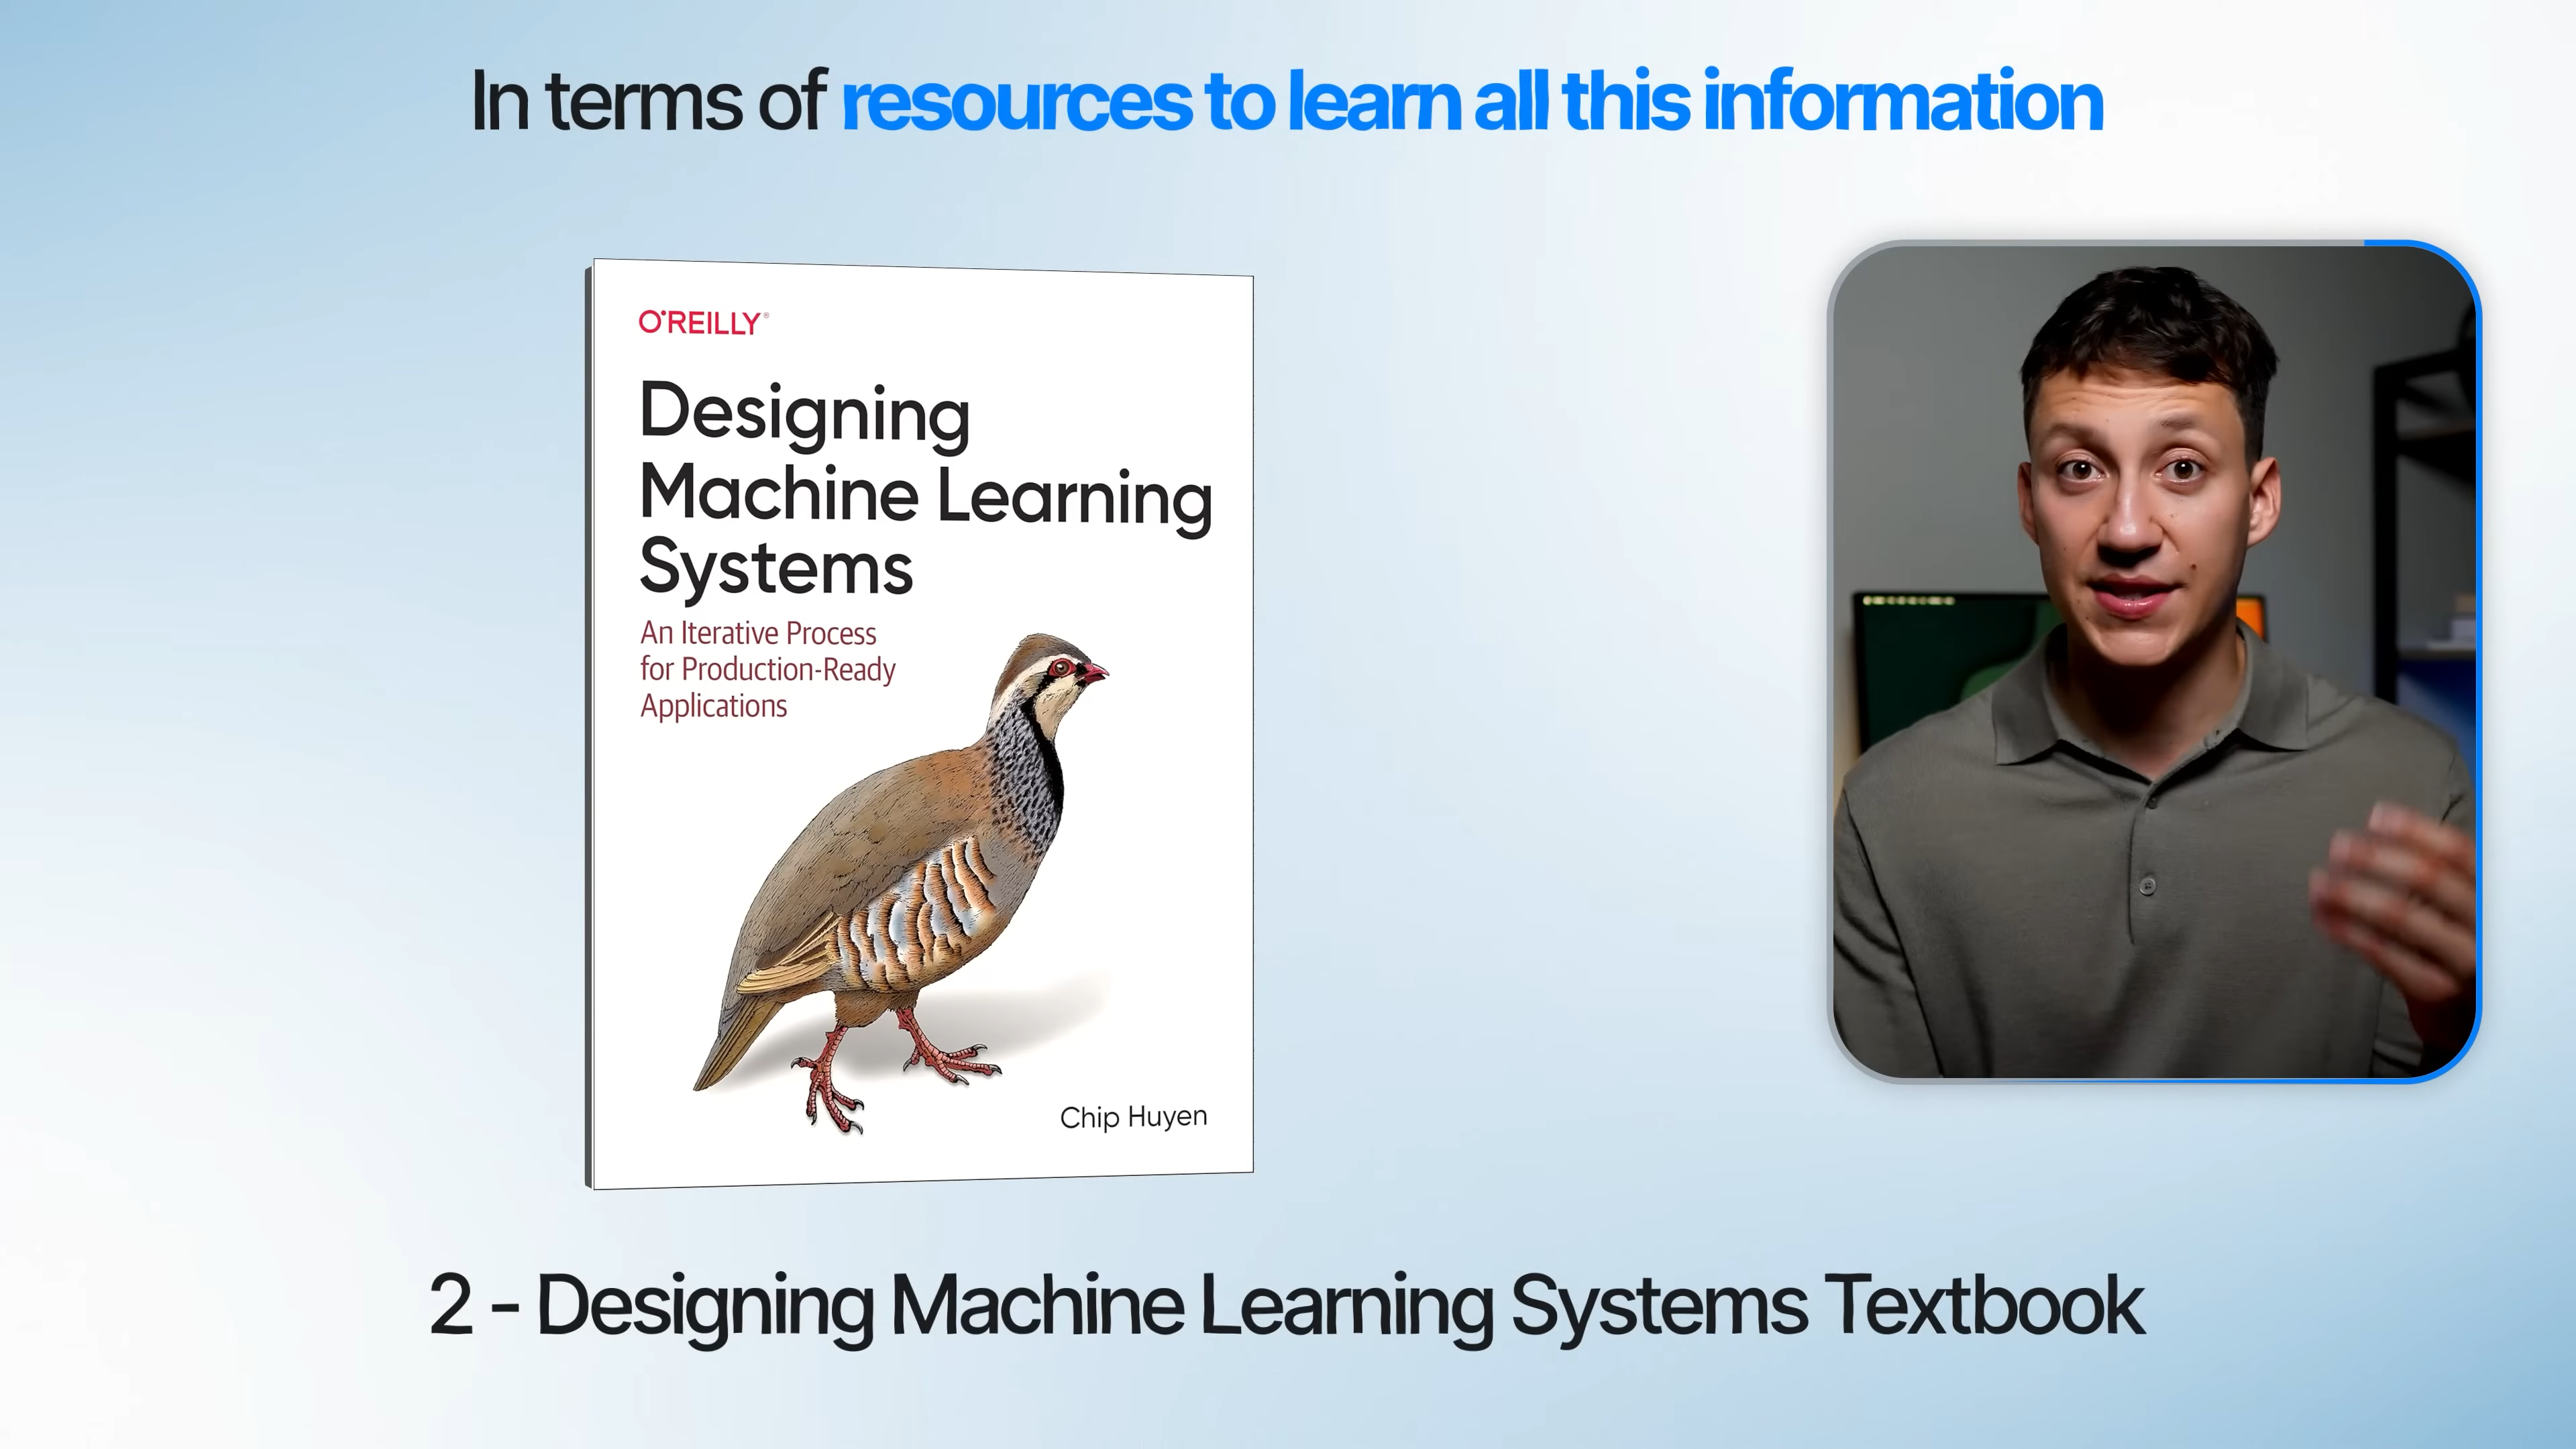 In terms of resources to learn all this information
O'REILLY®
Designing
Machine Learning
Systems
An Iterative Process
for Production-Ready
Applications
Chip Huyen
2 - Designing Machine Learning Systems Textbook